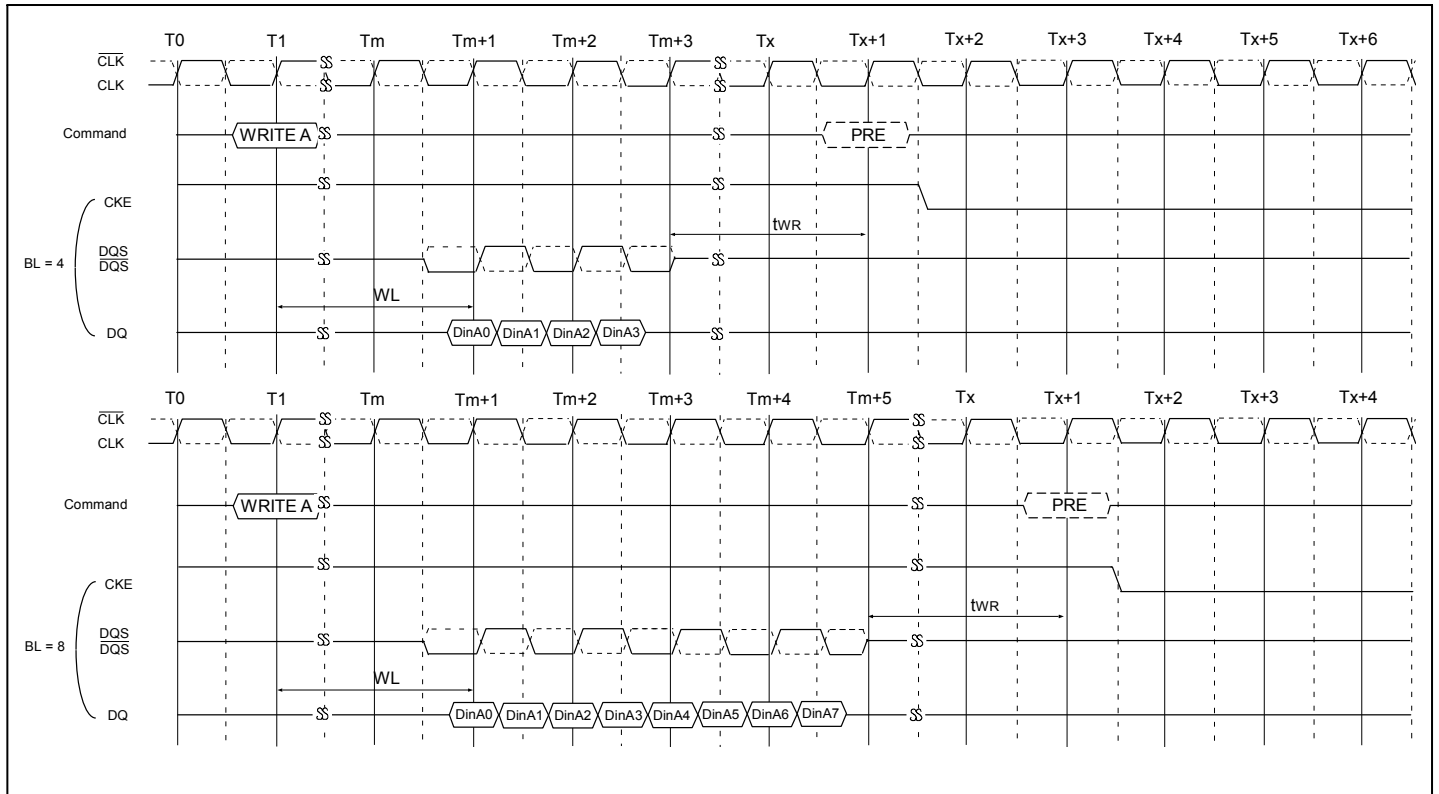 T0 T1 Tm Tm+1 Tm+2 Tm+3 Tx Tx+1 Tx+2 Tx+3 Tx+4 Tx+5 Tx+6
CLK
CLK
Command WRITE A PRE
CKE
tWR
BL = 4
DQS
DQS
WL
DQ DinA0 DinA1 DinA2 DinA3
T0 T1 Tm Tm+1 Tm+2 Tm+3 Tm+4 Tm+5 Tx Tx+1 Tx+2 Tx+3 Tx+4
CLK
CLK
Command WRITE A PRE
CKE
tWR
BL = 8
DQS
DQS
WL
DQ DinA0 DinA1 DinA2 DinA3 DinA4 DinA5 DinA6 DinA7